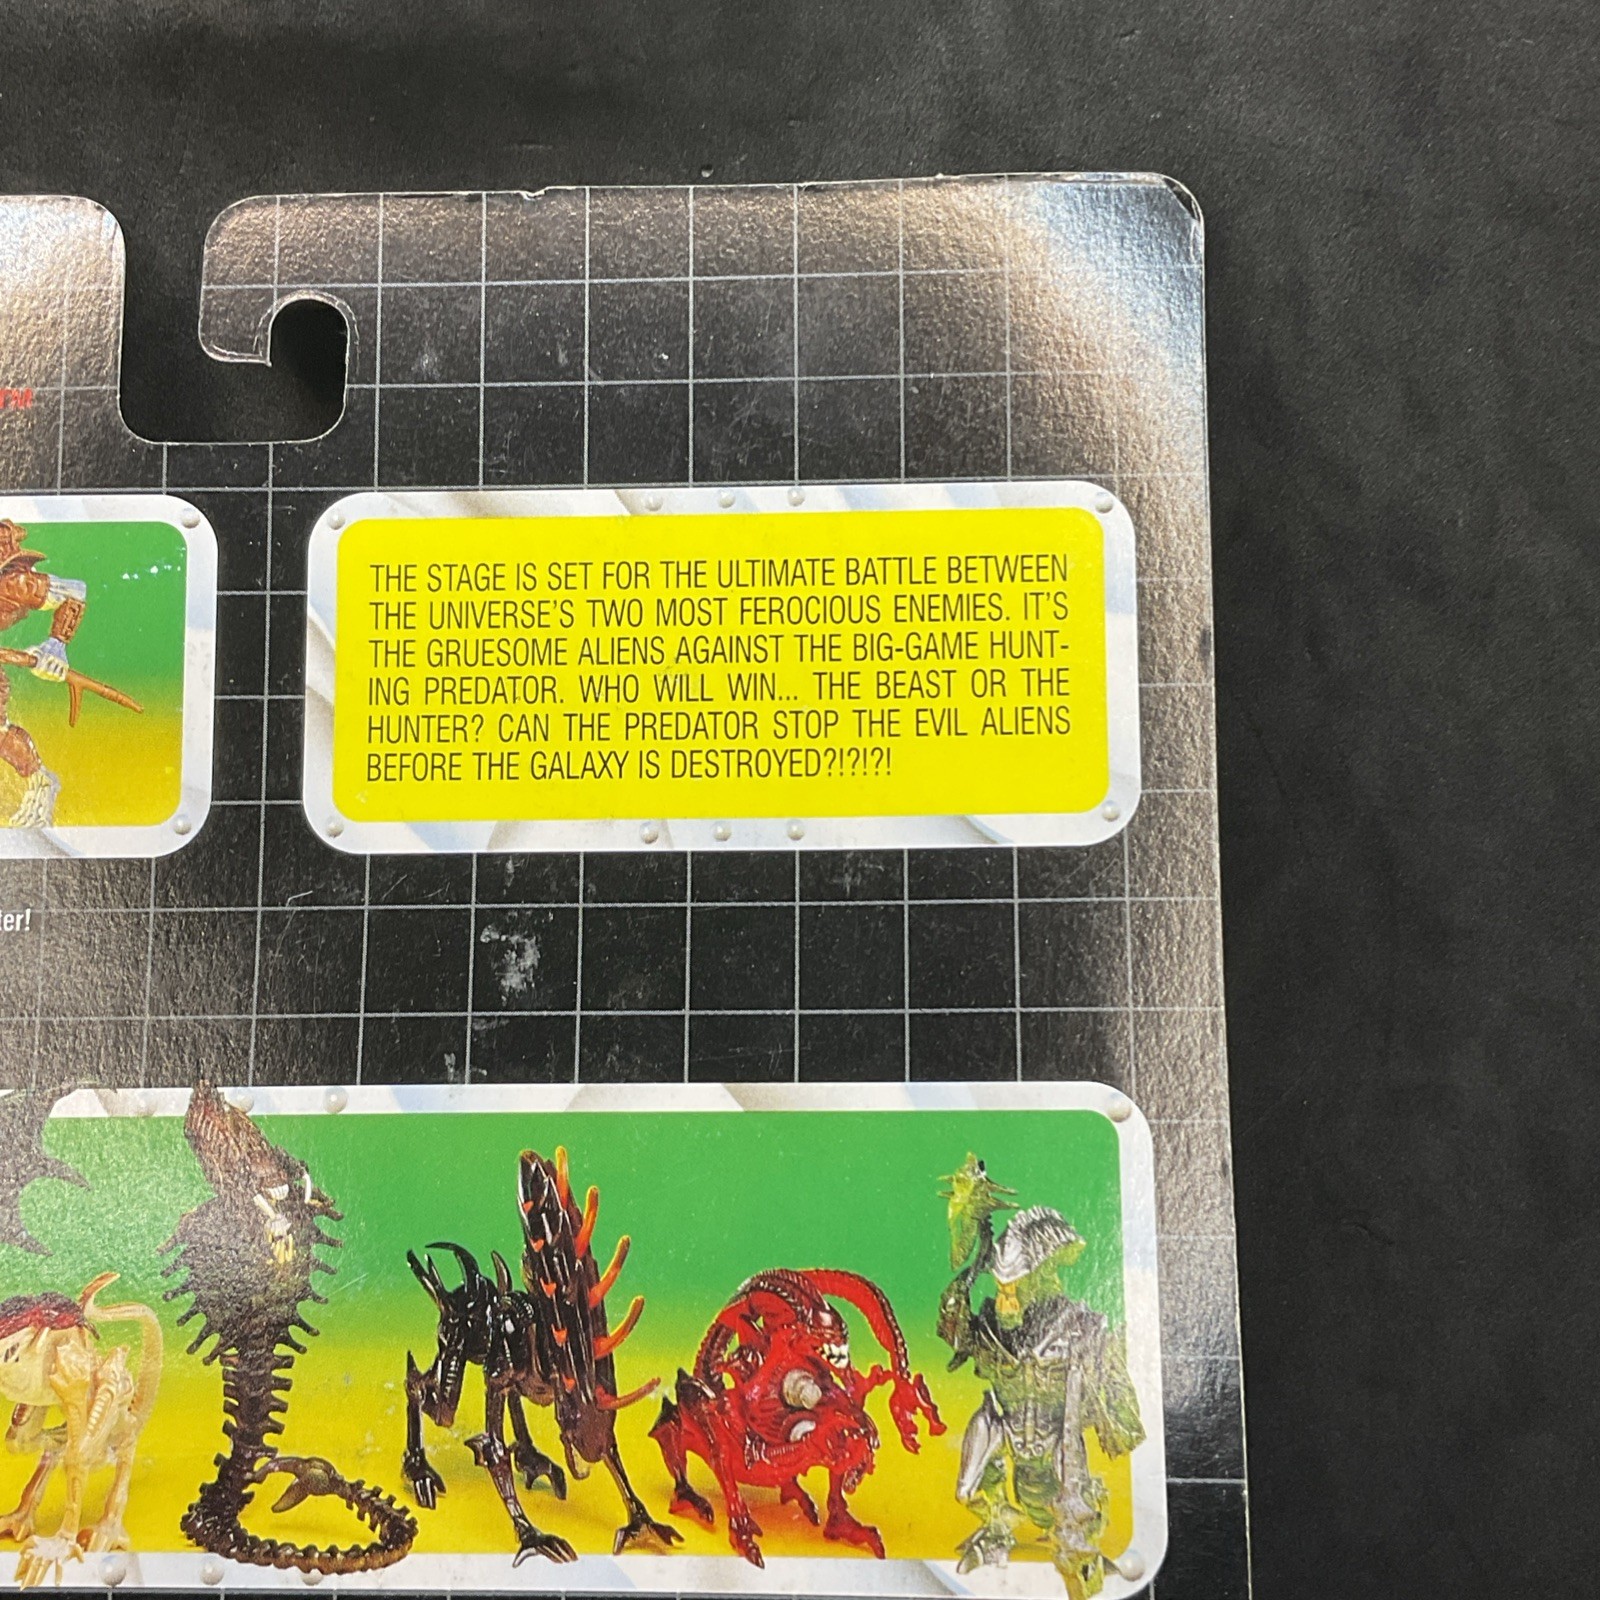 TM
THE STAGE IS SET FOR THE ULTIMATE BATTLE BETWEEN
THE UNIVERSE'S TWO MOST FEROCIOUS ENEMIES. IT'S
THE GRUESOME ALIENS AGAINST THE BIG-GAME HUNT-
ING PREDATOR. WHO WILL WIN... THE BEAST OR THE
HUNTER? CAN THE PREDATOR STOP THE EVIL ALIENS
BEFORE THE GALAXY IS DESTROYED?!?!?!
ter!